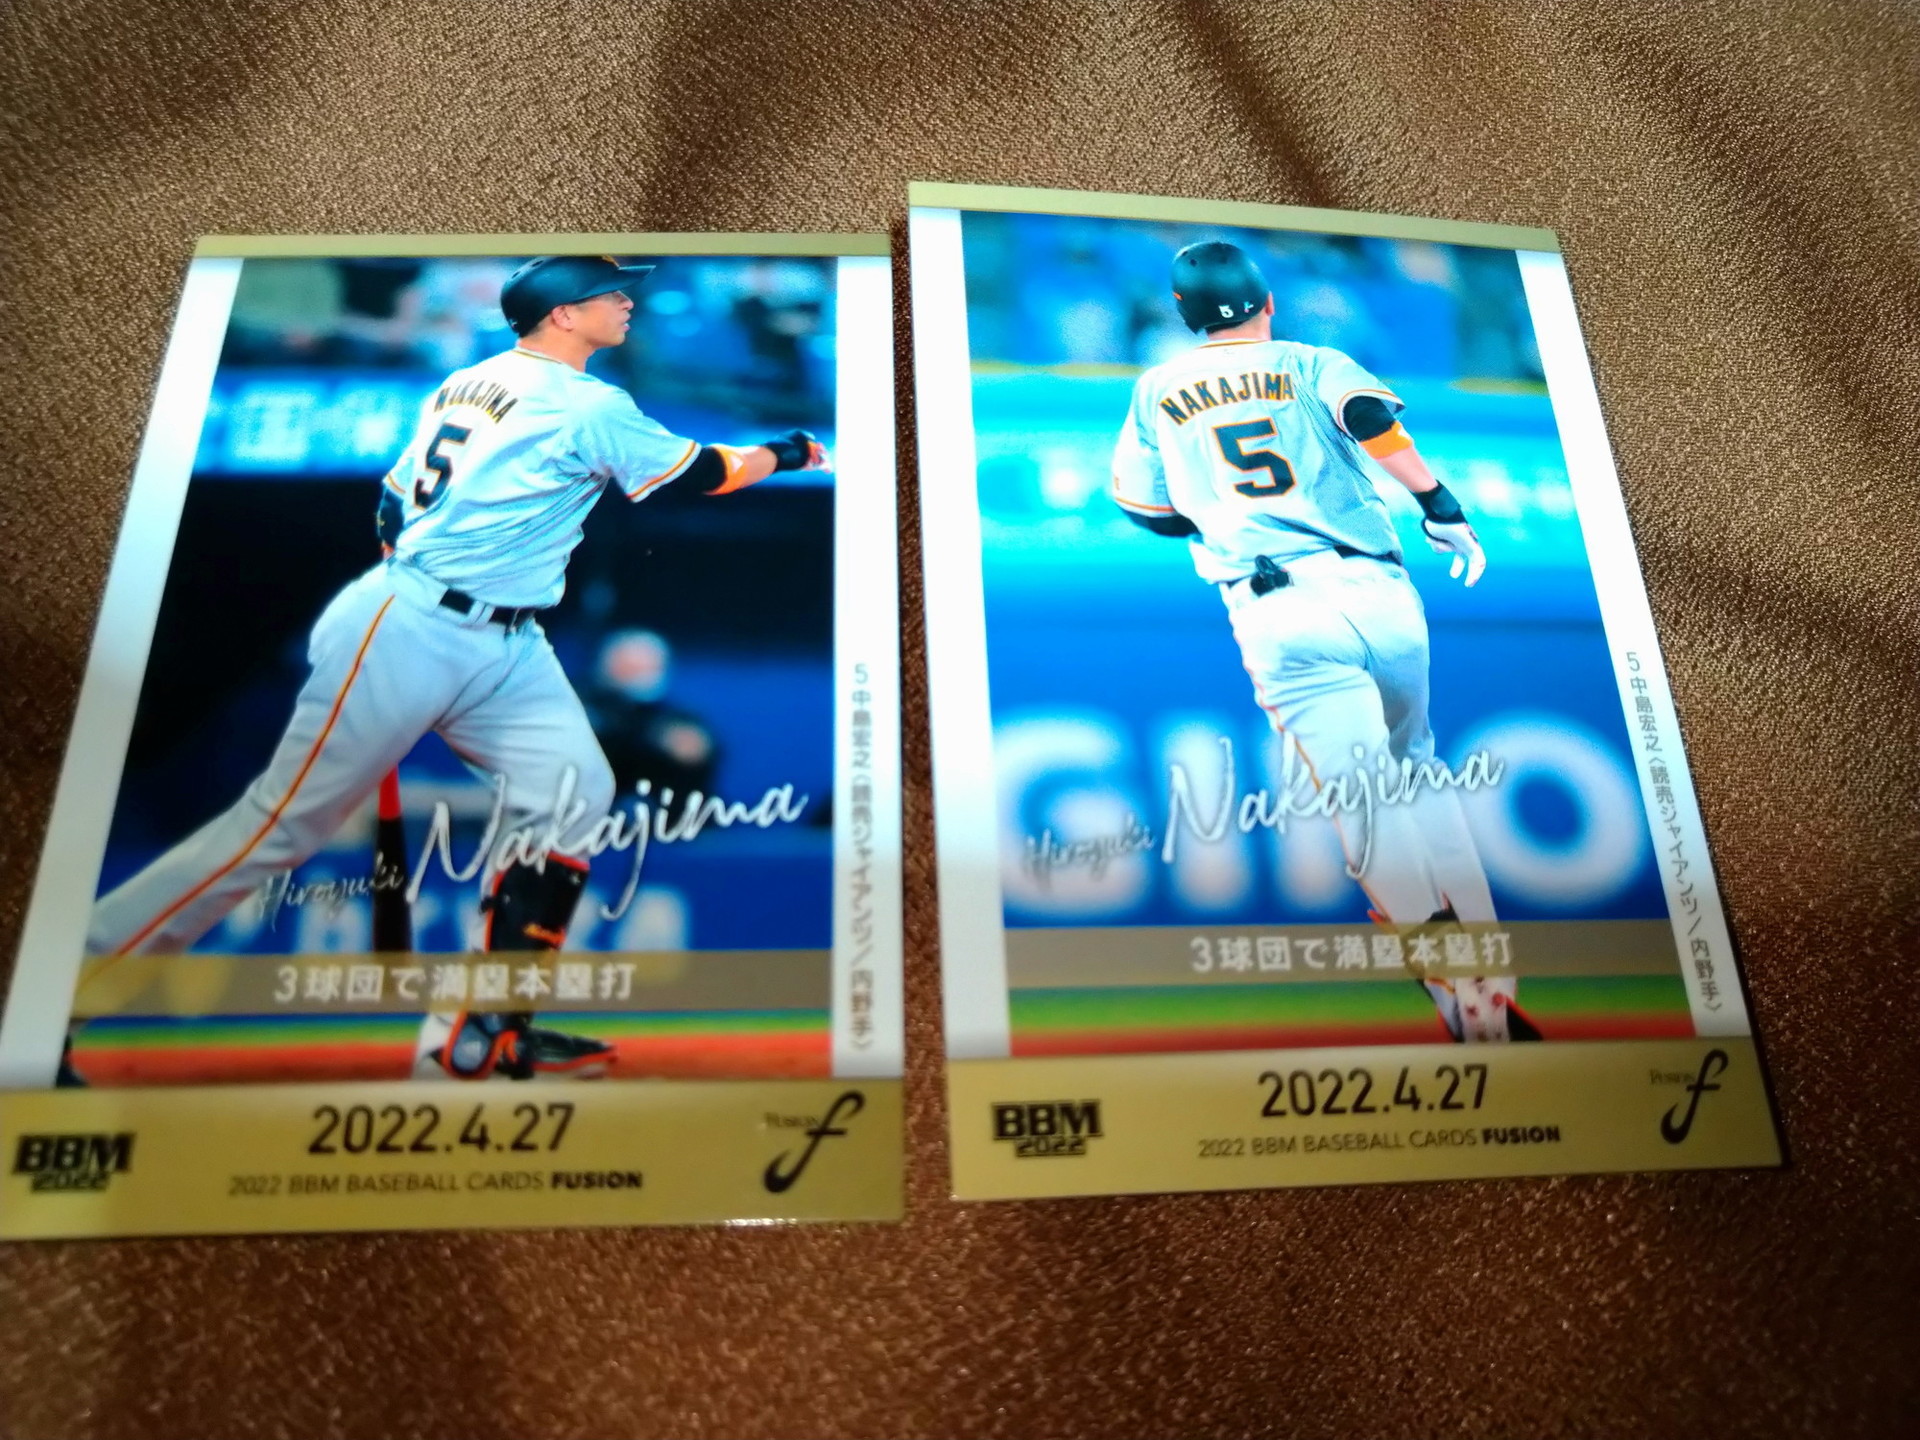 NAKAJIMA
5
Hiroyuki Nakajima
5 中島宏之〈読売ジャイアンツ／内野手〉
3球団で満塁本塁打
BBM
2022
2022.4.27
2022 BBM BASEBALL CARDS FUSION
FUSION f
5
NAKAJIMA
5
Hiroyuki Nakajima
5 中島宏之〈読売ジャイアンツ／内野手〉
3球団で満塁本塁打
BBM
2022
2022.4.27
2022 BBM BASEBALL CARDS FUSION
FUSION f